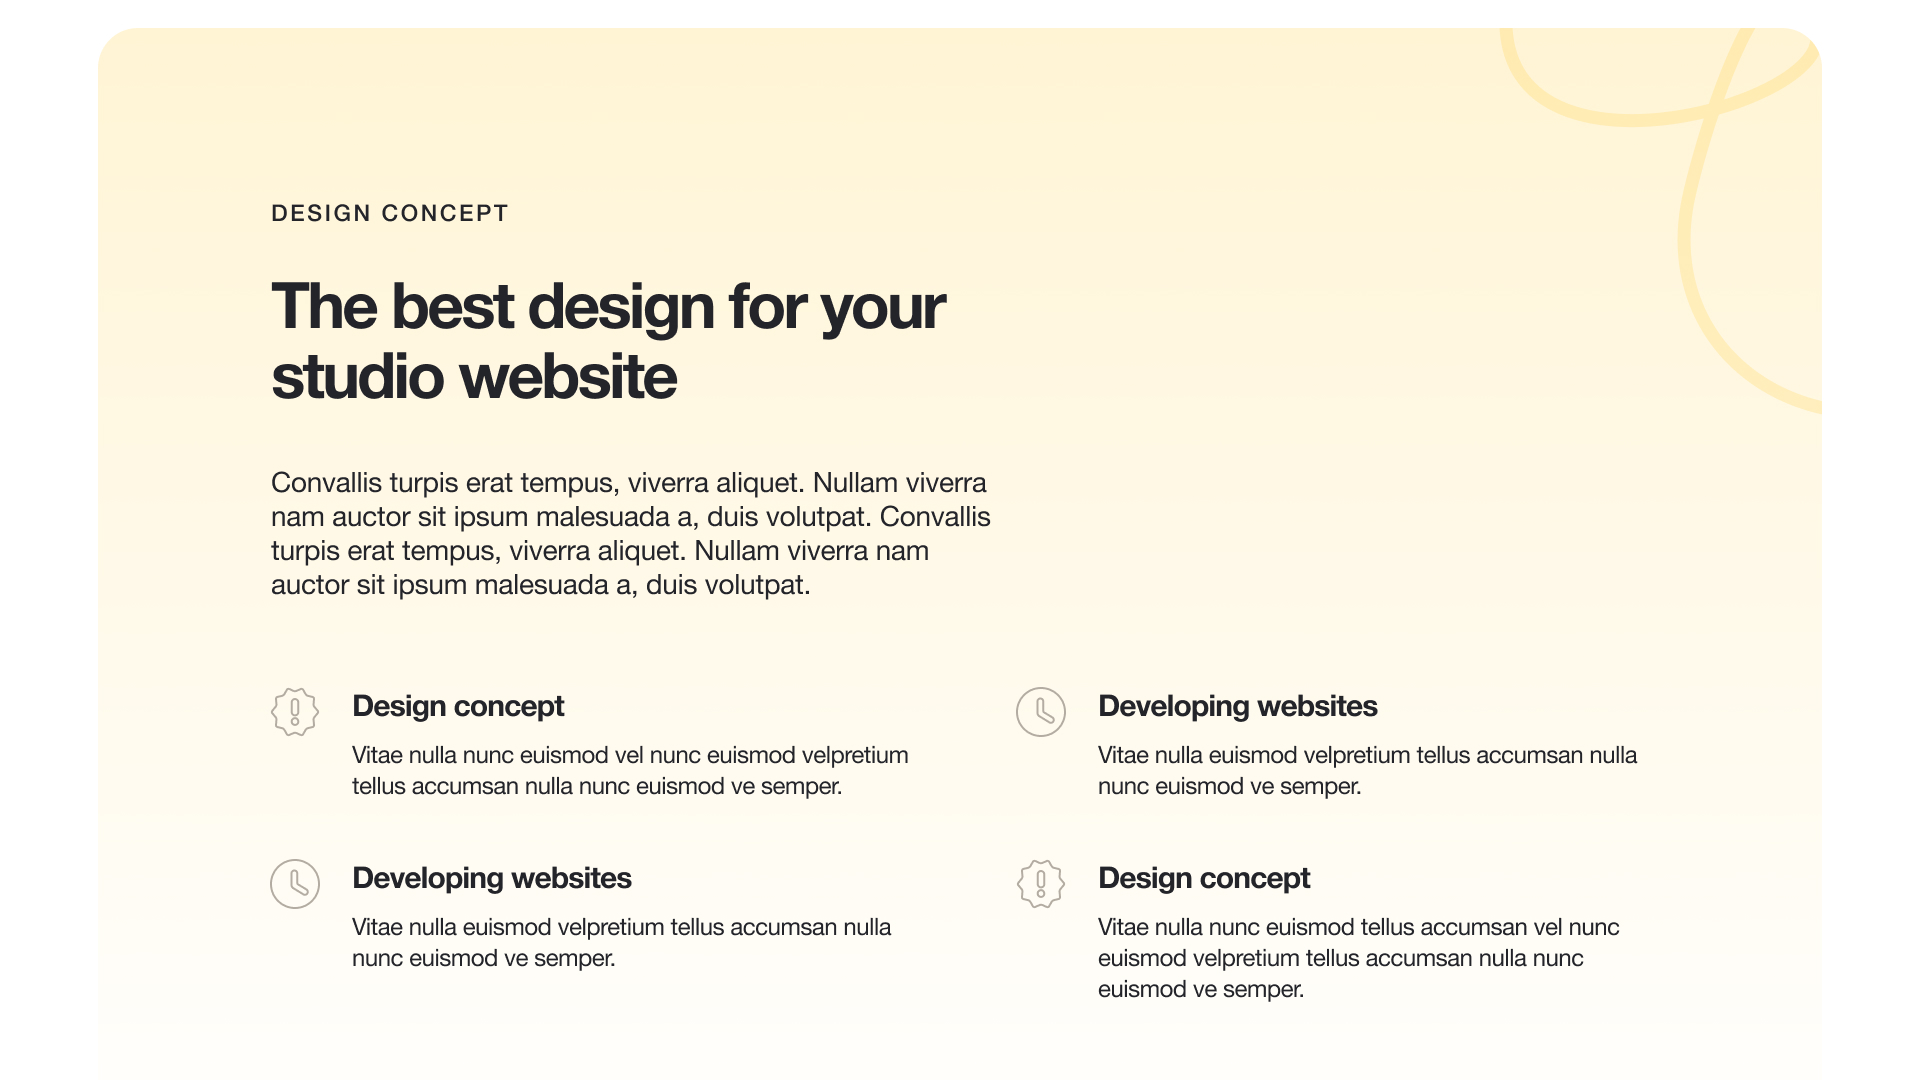 DESIGN CONCEPT
The best design for your
studio website
Convallis turpis erat tempus, viverra aliquet. Nullam viverra
nam auctor sit ipsum malesuada a, duis volutpat. Convallis
turpis erat tempus, viverra aliquet. Nullam viverra nam
auctor sit ipsum malesuada a, duis volutpat.
Design concept
Vitae nulla nunc euismod vel nunc euismod velpretium
tellus accumsan nulla nunc euismod ve semper.
Developing websites
Vitae nulla euismod velpretium tellus accumsan nulla
nunc euismod ve semper.
Developing websites
Vitae nulla euismod velpretium tellus accumsan nulla
nunc euismod ve semper.
Design concept
Vitae nulla nunc euismod tellus accumsan vel nunc
euismod velpretium tellus accumsan nulla nunc
euismod ve semper.